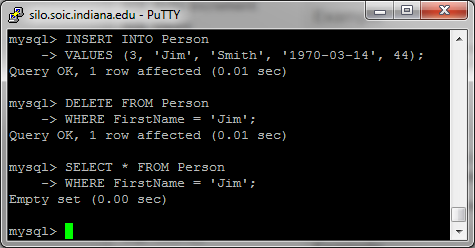 silo.soic.indiana.edu - PuTTY
mysql> INSERT INTO Person
    -> VALUES (3, 'Jim', 'Smith', '1970-03-14', 44);
Query OK, 1 row affected (0.01 sec)
mysql> DELETE FROM Person
    -> WHERE FirstName = 'Jim';
Query OK, 1 row affected (0.01 sec)
mysql> SELECT * FROM Person
    -> WHERE FirstName = 'Jim';
Empty set (0.00 sec)
mysql>